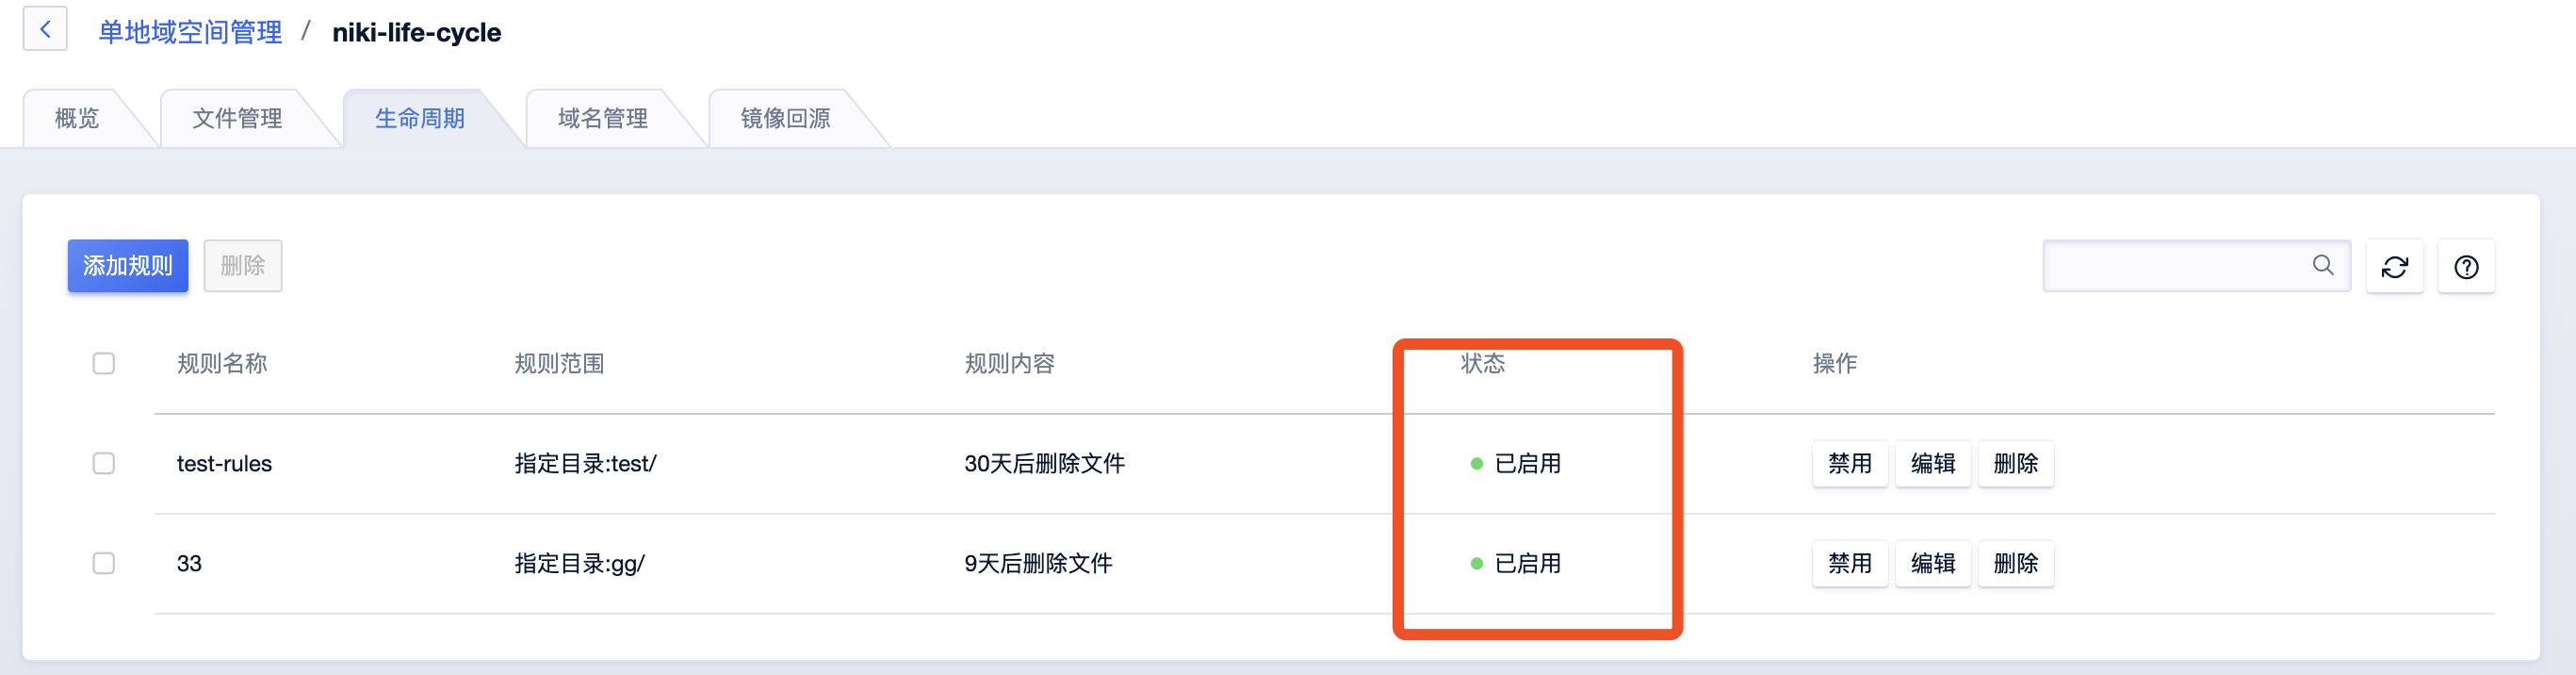 单地域空间管理 / niki-life-cycle
概览 文件管理 生命周期 域名管理 镜像回源
添加规则 删除
规则名称 规则范围 规则内容 状态 操作
test-rules 指定目录:test/ 30天后删除文件 已启用 禁用 编辑 删除
33 指定目录:gg/ 9天后删除文件 已启用 禁用 编辑 删除